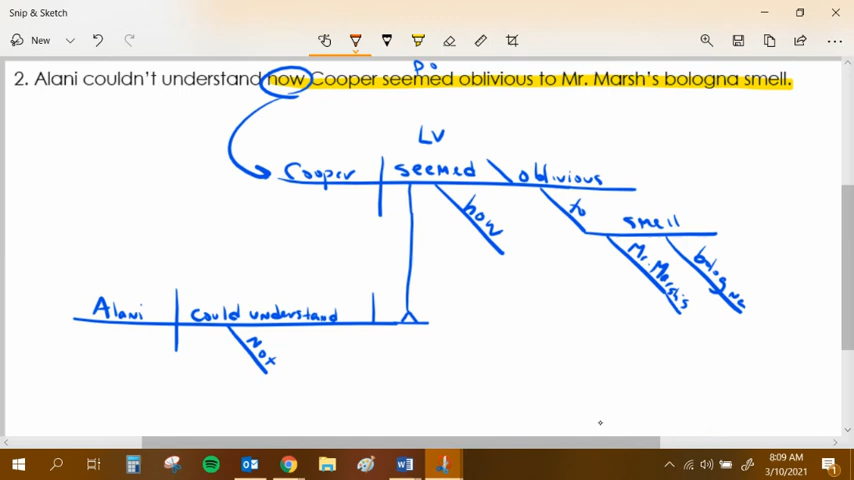 Snip & Sketch
New
2. Alani couldn't understand how Cooper seemed oblivious to Mr. Marsh's bologna smell.
D.O
LV
Cooper seemed oblivious
how
to
smell
Mr. Marsh's
bologna
Alani could understand
Not
8:09 AM
3/10/2021